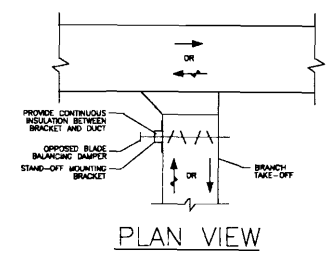 OR
PROVIDE CONTINUOUS
INSULATION BETWEEN
BRACKET AND DUCT
OPPOSED BLADE
BALANCING DAMPER
STAND-OFF MOUNTING
BRACKET
OR
BRANCH
TAKE-OFF
PLAN VIEW